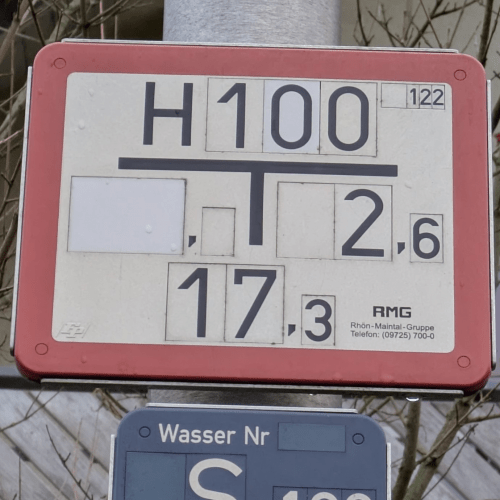 H100
122
, 2,6
17,3
RMG
Rhön-Maintal-Gruppe
Telefon: (09725) 700-0
Wasser Nr
S